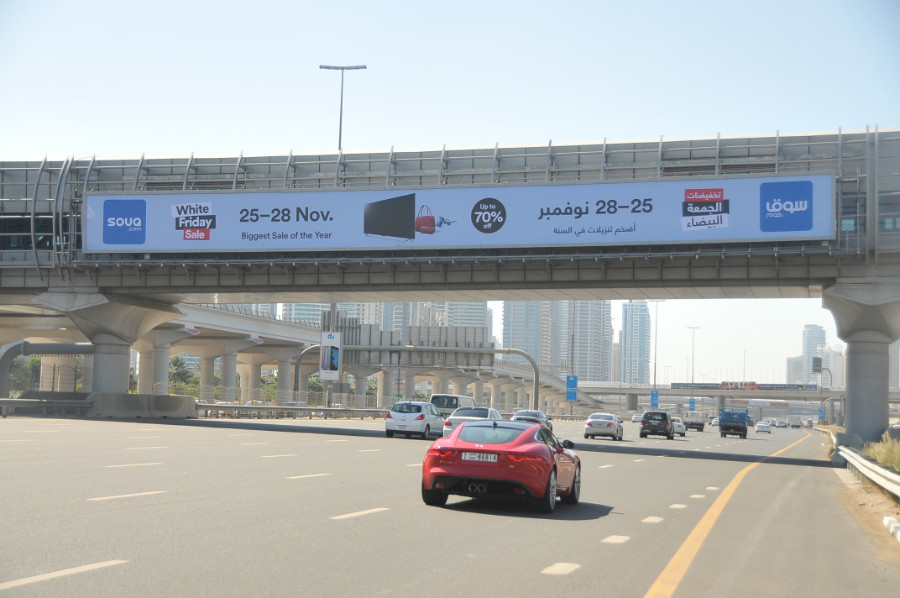 souq
.com
White
Friday
Sale
25–28 Nov.
Biggest Sale of the Year
Up to
70%
off
25–28 نوفمبر
أضخم تنزيلات في السنة
تخفيضات
الجمعة
البيضاء
سوق
.com
du